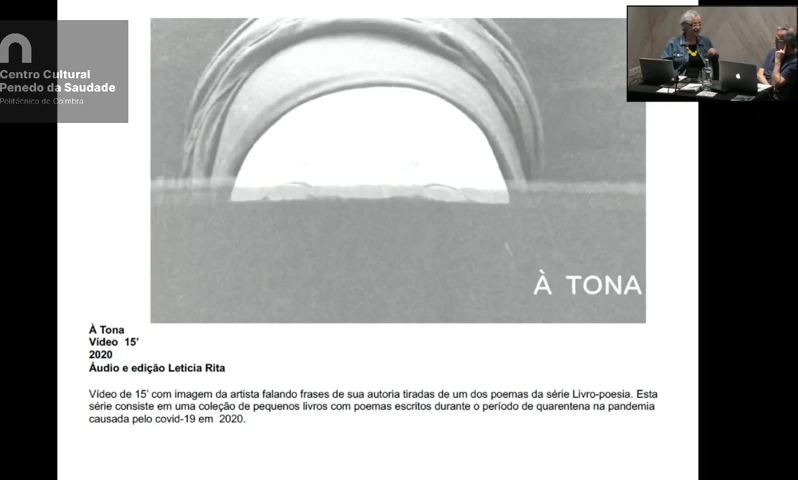 Centro Cultural
Penedo da Saudade
Politécnico de Coimbra
À TONA
À Tona
Vídeo 15’
2020
Áudio e edição Leticia Rita
Vídeo de 15’ com imagem da artista falando frases de sua autoria tiradas de um dos poemas da série Livro-poesia. Esta
série consiste em uma coleção de pequenos livros com poemas escritos durante o período de quarentena na pandemia
causada pelo covid-19 em 2020.